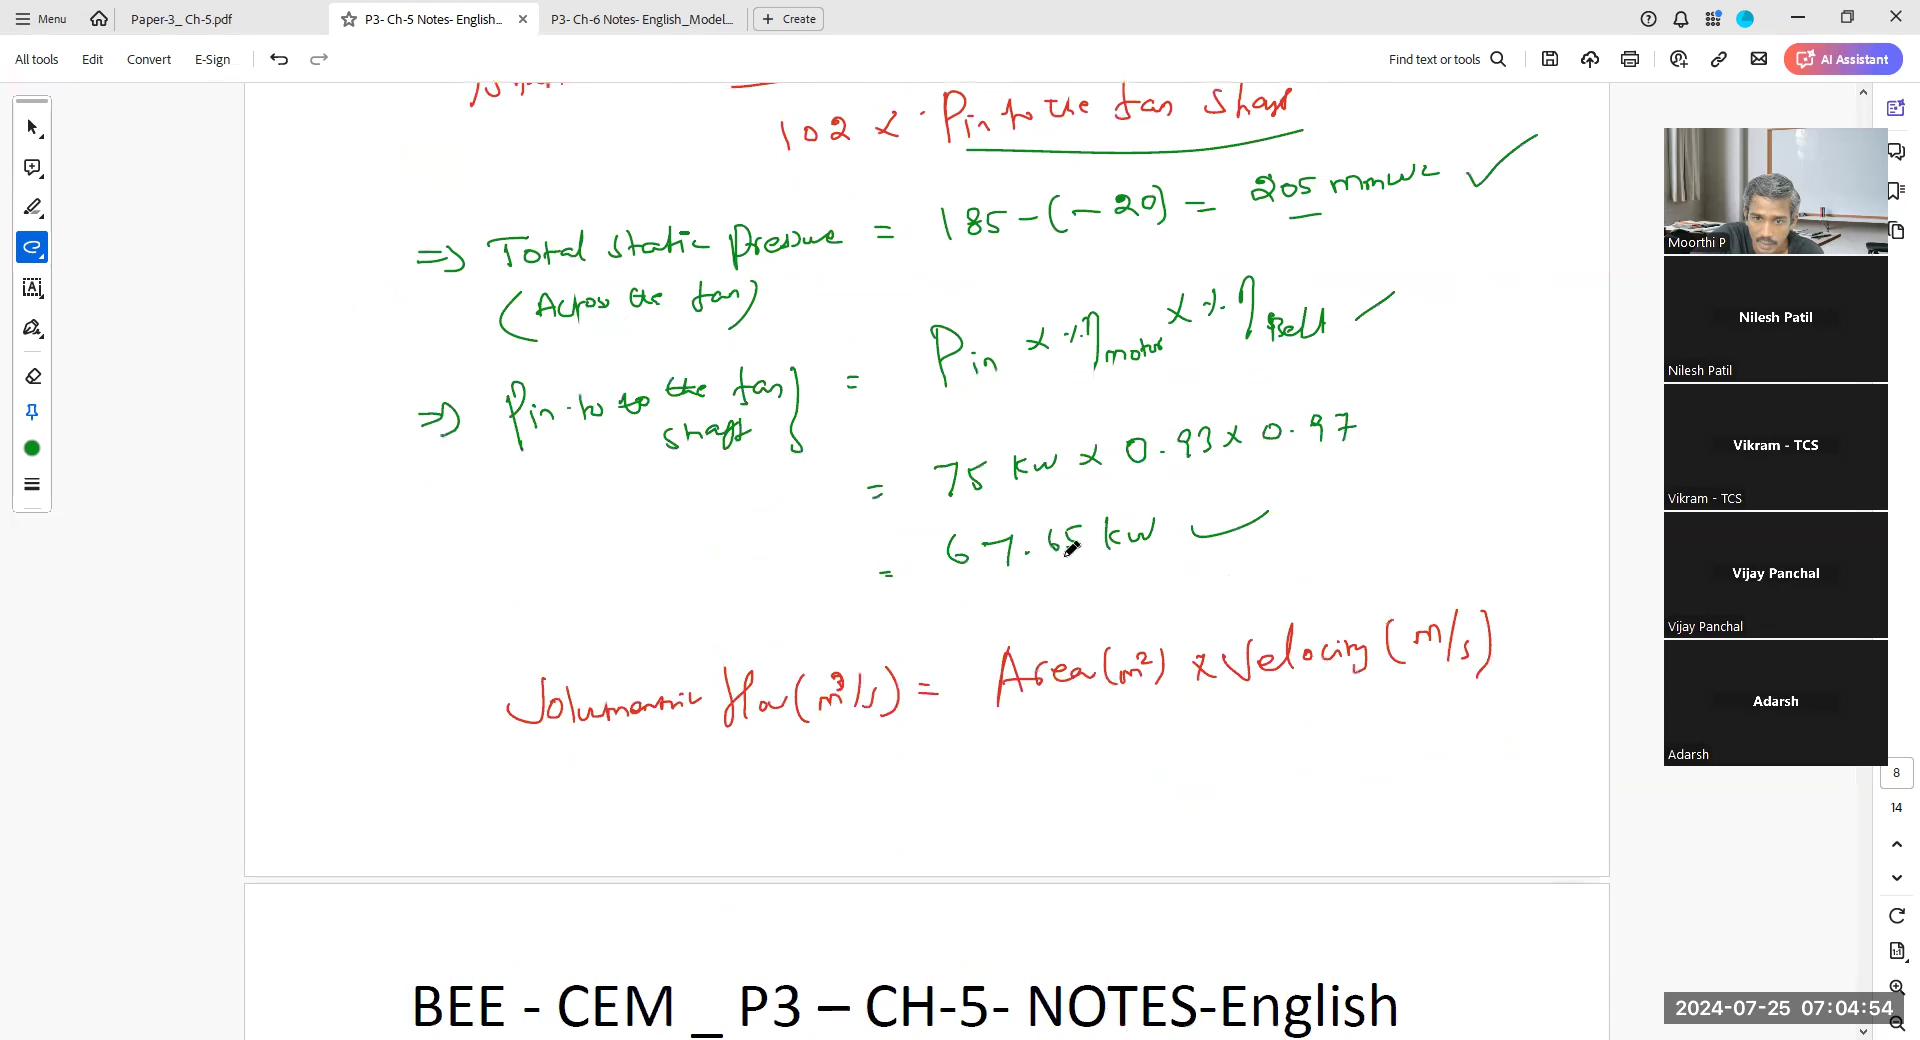 Menu
Paper-3_ Ch-5.pdf
P3- Ch-5 Notes- English...
P3- Ch-6 Notes- English_Model...
Create
All tools
Edit
Convert
E-Sign
Find text or tools
AI Assistant
102 × Pin to the fan shaft
⇒ Total static Pressure = 185 - (-20) = 205 mmWc ✓
(Across the fan)
⇒ Pin to to the fan shaft } = Pin × %η motor × %η Belt ✓
= 75 kw × 0.93 × 0.97
= 67.65 kw ✓
Volumetric flow (m³/s) = Area (m²) × Velocity (m/s)
BEE - CEM _ P3 – CH-5- NOTES-English
Moorthi P
Nilesh Patil
Nilesh Patil
Vikram - TCS
Vikram - TCS
Vijay Panchal
Vijay Panchal
Adarsh
Adarsh
8
14
2024-07-25 07:04:54